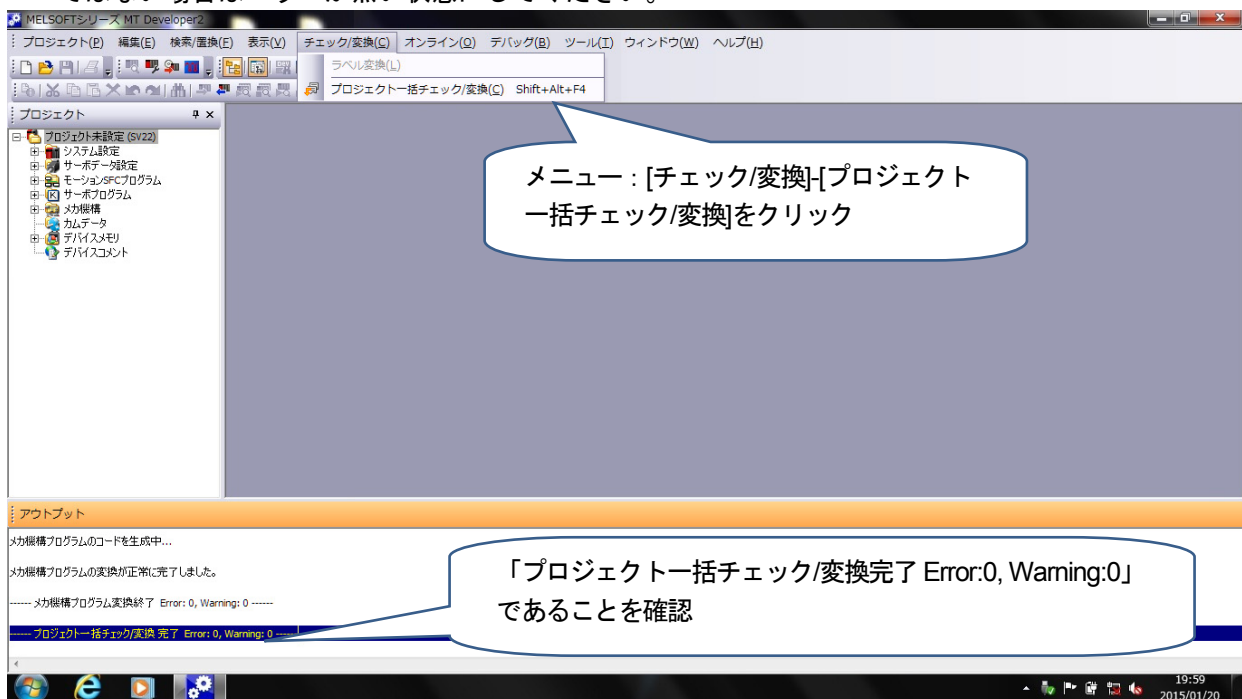 MELSOFTシリーズ MT Developer2
プロジェクト(P) 編集(E) 検索/置換(F) 表示(V) チェック/変換(C) オンライン(O) デバッグ(B) ツール(T) ウィンドウ(W) ヘルプ(H)
ラベル変換(L)
プロジェクト一括チェック/変換(C) Shift+Alt+F4
プロジェクト
プロジェクト未設定 (SV22)
システム設定
サーボデータ設定
モーションSFCプログラム
サーボプログラム
メカ機構
カムデータ
デバイスメモリ
デバイスコメント
メニュー：[チェック/変換]-[プロジェクト
一括チェック/変換]をクリック
アウトプット
メカ機構プログラムのコードを生成中...
メカ機構プログラムの変換が正常に完了しました。
------ メカ機構プログラム変換終了 Error: 0, Warning: 0 ------
------ プロジェクト一括チェック/変換 完了 Error: 0, Warning: 0 ------
「プロジェクト一括チェック/変換完了 Error:0, Warning:0」
であることを確認
19:59
2015/01/20